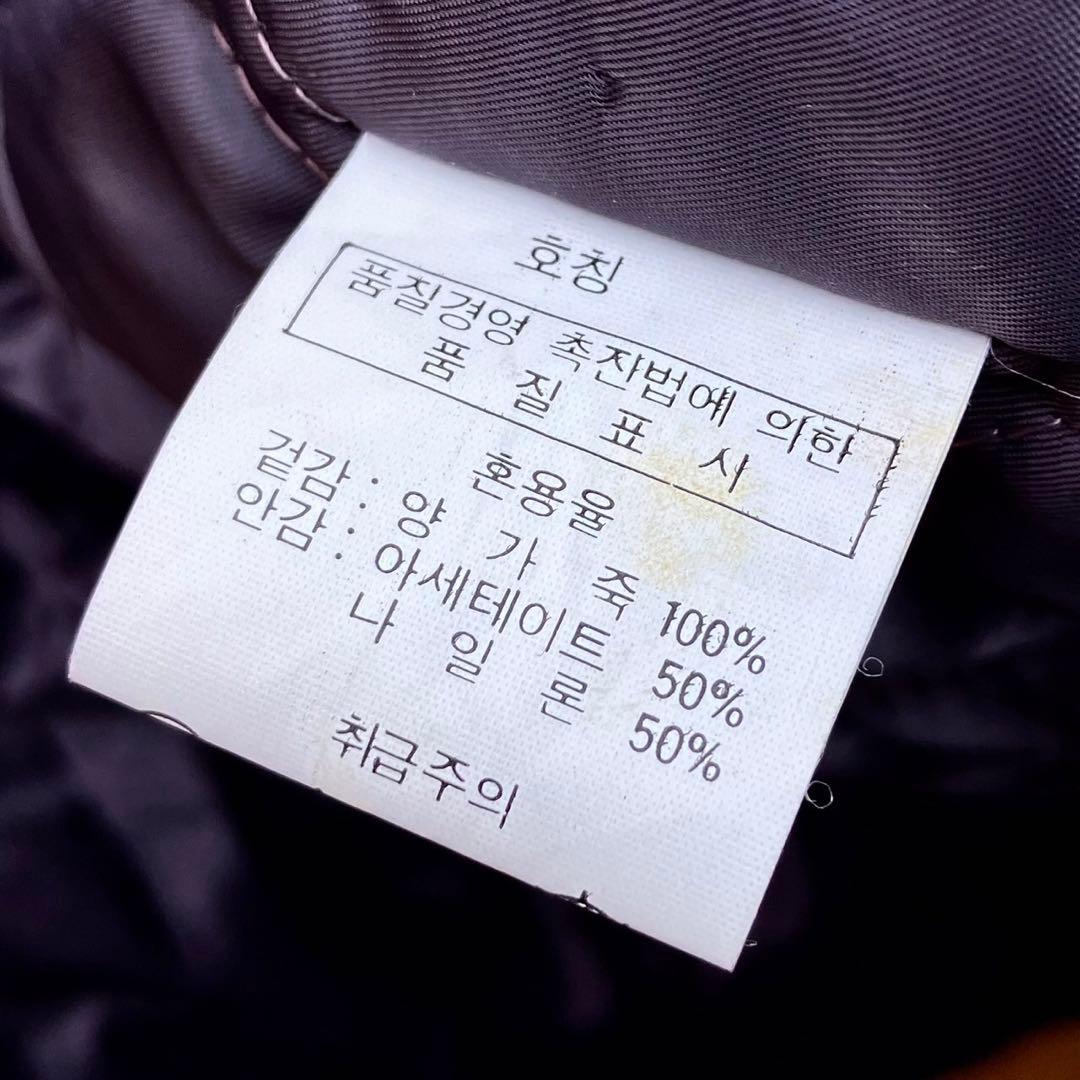 호칭
품질경영 촉진법에 의한
품 질 표 시
혼용율
겉감 : 양 가 죽 100%
안감 : 아세테이트 50%
나 일 론 50%
취급주의